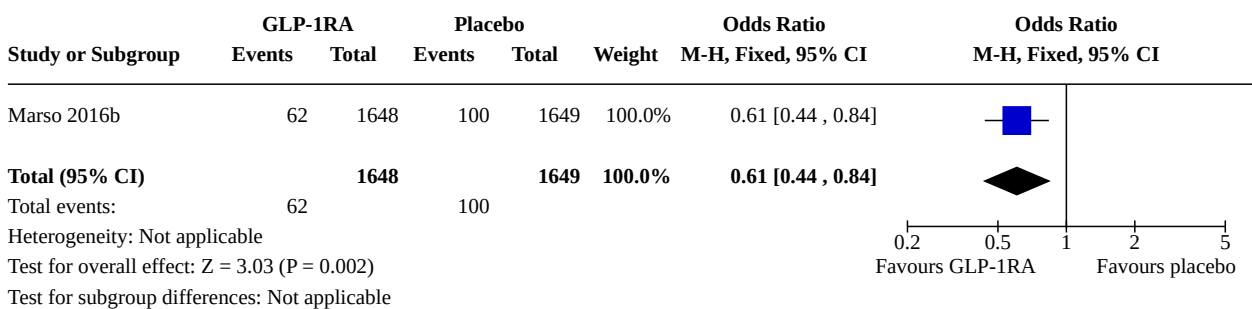 GLP-1RA Placebo Odds Ratio Odds Ratio
Study or Subgroup Events Total Events Total Weight M-H, Fixed, 95% CI M-H, Fixed, 95% CI
Marso 2016b 62 1648 100 1649 100.0% 0.61 [0.44 , 0.84]
Total (95% CI) 1648 1649 100.0% 0.61 [0.44 , 0.84]
Total events: 62 100
Heterogeneity: Not applicable
0.2 0.5 1 2 5
Test for overall effect: Z = 3.03 (P = 0.002) Favours GLP-1RA Favours placebo
Test for subgroup differences: Not applicable